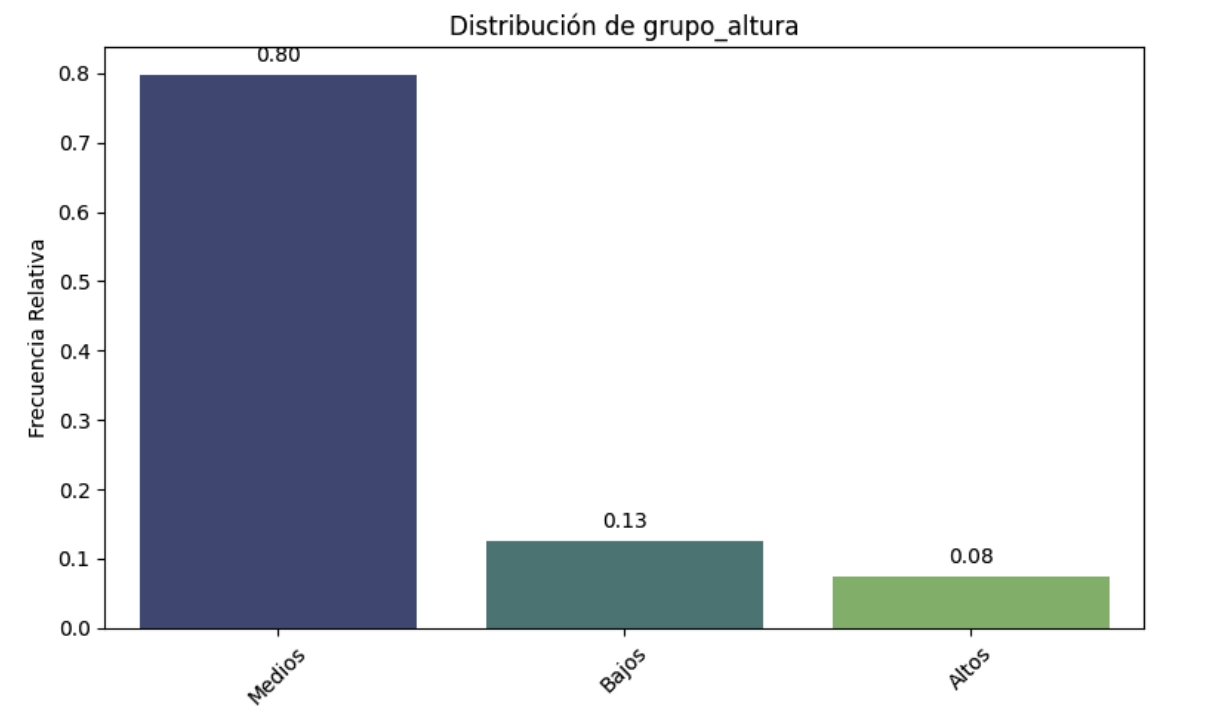 Distribución de grupo_altura
Frecuencia Relativa
0.8
0.7
0.6
0.5
0.4
0.3
0.2
0.1
0.0
0.80
0.13
0.08
Medios
Bajos
Altos